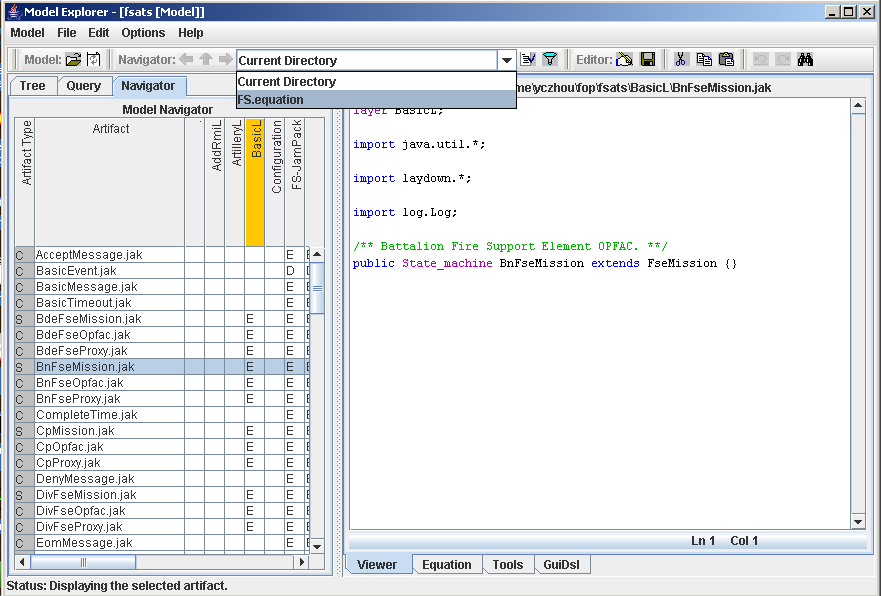 Model Explorer - [fsats [Model]]
Model File Edit Options Help
Model: Navigator: Current Directory Editor:
Current Directory
FS.equation
Tree Query Navigator
me\yczhou\fop\fsats\BasicL\BnFseMission.jak
Model Navigator
Artifact Type Artifact AddRmiL ArtilleryL BasicL Configuration FS-JamPack
C AcceptMessage.jak E E
C BasicEvent.jak D
C BasicMessage.jak E E
C BasicTimeout.jak E E
S BdeFseMission.jak E E E
C BdeFseOpfac.jak E E E
C BdeFseProxy.jak E E E
S BnFseMission.jak E E E
C BnFseOpfac.jak E E E
C BnFseProxy.jak E E E
C CompleteTime.jak E E
S CpMission.jak E E E
C CpOpfac.jak E E E
C CpProxy.jak E E E
C DenyMessage.jak E E
S DivFseMission.jak E E E
C DivFseOpfac.jak E E E
C DivFseProxy.jak E E E
C EomMessage.jak E E
layer BasicL;
import java.util.*;
import laydown.*;
import log.Log;
/** Battalion Fire Support Element OPFAC. **/
public State_machine BnFseMission extends FseMission {}
Ln 1 Col 1
Viewer Equation Tools GuiDsl
Status: Displaying the selected artifact.